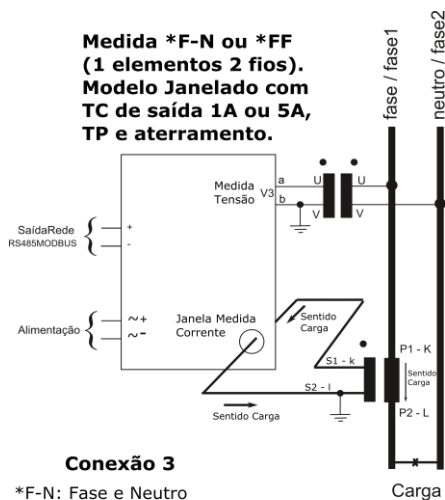 Medida *F-N ou *FF
(1 elementos 2 fios).
Modelo Janelado com
TC de saída 1A ou 5A,
TP e aterramento.
fase / fase1
neutro / fase2
Medida
Tensão
V3
a
b
U
U
V
V
SaídaRede
RS485MODBUS
+
-
Alimentação
~+
~-
Janela Medida
Corrente
Sentido
Carga
S1 - k
S2 - l
P1 - K
Sentido
Carga
P2 - L
Sentido Carga
Conexão 3
Carga
*F-N: Fase e Neutro